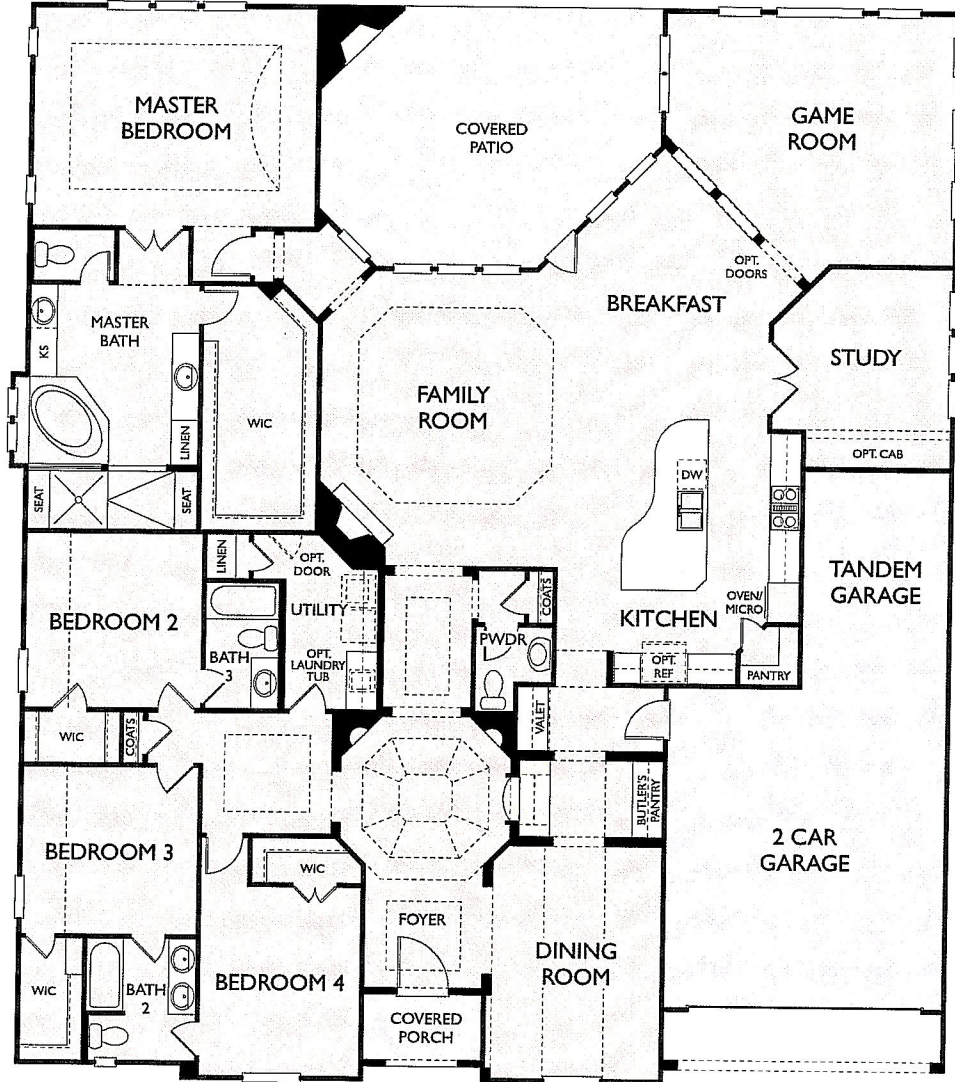 MASTER
BEDROOM
COVERED
PATIO
GAME
ROOM
OPT.
DOORS
BREAKFAST
MASTER
BATH
KS
LINEN
WIC
FAMILY
ROOM
STUDY
OPT. CAB
DW
SEAT
SEAT
LINEN
OPT.
DOOR
TANDEM
GARAGE
BEDROOM 2
BATH
3
UTILITY
OPT.
LAUNDRY
TUB
COATS
PWDR
KITCHEN
OVEN/
MICRO
OPT.
REF
PANTRY
WIC
COATS
VALET
BUTLER'S
PANTRY
BEDROOM 3
WIC
2 CAR
GARAGE
FOYER
DINING
ROOM
WIC
BATH
2
BEDROOM 4
COVERED
PORCH